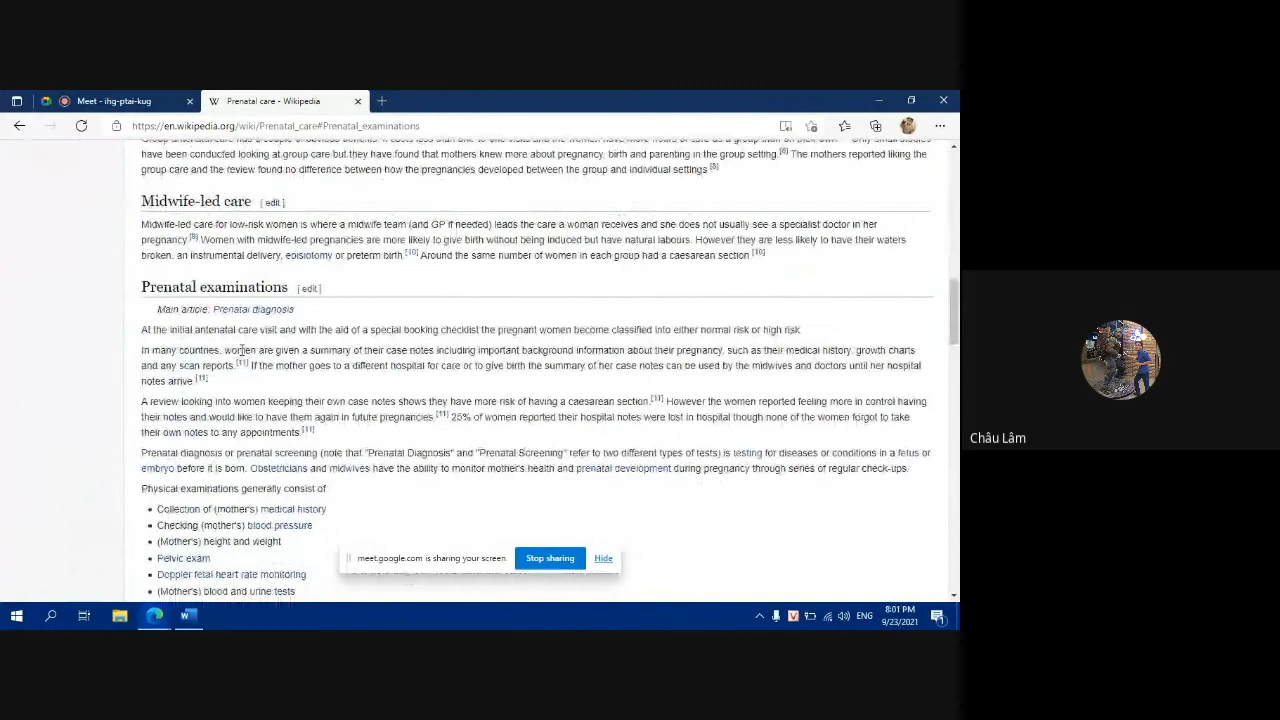 Meet - ihg-ptai-kug
Prenatal care - Wikipedia
https://en.wikipedia.org/wiki/Prenatal_care#Prenatal_examinations
have been conducted looking at group care but they have found that mothers knew more about pregnancy, birth and parenting in the group setting.[8] The mothers reported liking the
group care and the review found no difference between how the pregnancies developed between the group and individual settings.[8]
Midwife-led care [ edit ]
Midwife-led care for low-risk women is where a midwife team (and GP if needed) leads the care a woman receives and she does not usually see a specialist doctor in her
pregnancy.[9] Women with midwife-led pregnancies are more likely to give birth without being induced but have natural labours. However they are less likely to have their waters
broken, an instrumental delivery, episiotomy or preterm birth.[10] Around the same number of women in each group had a caesarean section.[10]
Prenatal examinations [ edit ]
Main article: Prenatal diagnosis
At the initial antenatal care visit and with the aid of a special booking checklist the pregnant women become classified into either normal risk or high risk.
In many countries, women are given a summary of their case notes including important background information about their pregnancy, such as their medical history, growth charts
and any scan reports.[11] If the mother goes to a different hospital for care or to give birth the summary of her case notes can be used by the midwives and doctors until her hospital
notes arrive.[11]
A review looking into women keeping their own case notes shows they have more risk of having a caesarean section.[11] However the women reported feeling more in control having
their notes and would like to have them again in future pregnancies.[11] 25% of women reported their hospital notes were lost in hospital though none of the women forgot to take
their own notes to any appointments.[11]
Prenatal diagnosis or prenatal screening (note that "Prenatal Diagnosis" and "Prenatal Screening" refer to two different types of tests) is testing for diseases or conditions in a fetus or
embryo before it is born. Obstetricians and midwives have the ability to monitor mother's health and prenatal development during pregnancy through series of regular check-ups.
Physical examinations generally consist of
Collection of (mother's) medical history
Checking (mother's) blood pressure
(Mother's) height and weight
Pelvic exam
Doppler fetal heart rate monitoring
(Mother's) blood and urine tests
meet.google.com is sharing your screen.
Stop sharing
Hide
ENG
8:01 PM
9/23/2021
Châu Lâm